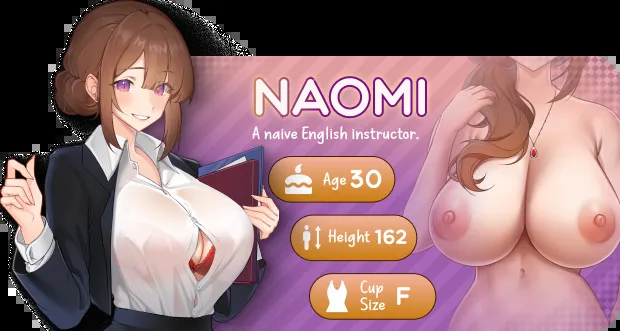 NAOMI
A naive English instructor.
Age 30
Height 162
Cup
Size F